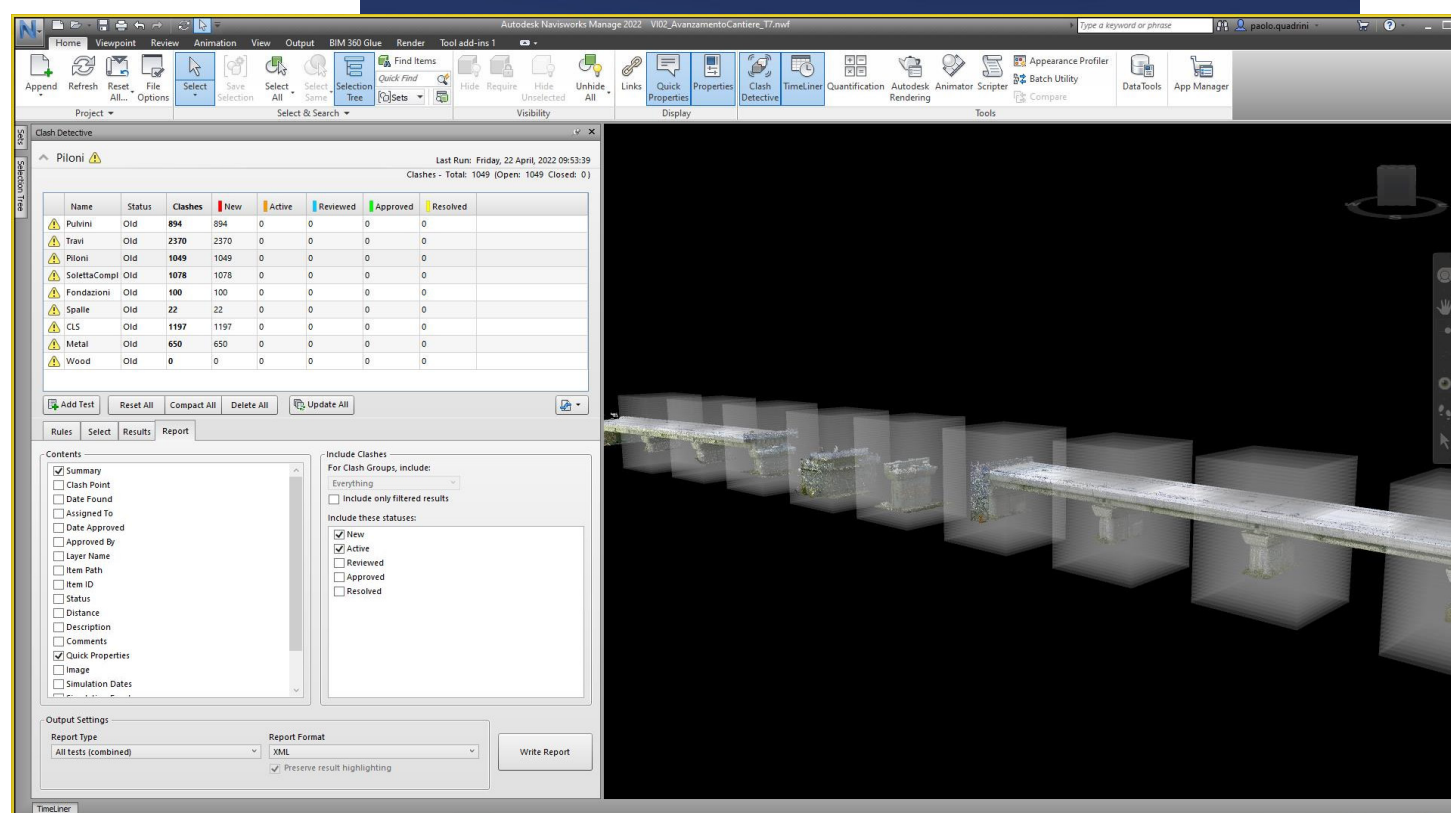 Autodesk Navisworks Manage 2022 VI02_AvanzamentoCantiere_T7.nwf
Type a keyword or phrase
paolo.quadrini
Home Viewpoint Review Animation View Output BIM 360 Glue Render Tool add-ins 1
Append Refresh Reset All... File Options
Project
Select Save Selection Select All Select Same Selection Tree Find Items Quick Find Sets
Select & Search
Hide Require Hide Unselected Unhide All
Visibility
Links Quick Properties Properties
Display
Clash Detective TimeLiner Quantification Autodesk Rendering Animator Scripter Appearance Profiler Batch Utility Compare
Tools
DataTools App Manager
Sets
Selection Tree
Clash Detective
Piloni
Last Run: Friday, 22 April, 2022 09:53:39
Clashes - Total: 1049 (Open: 1049 Closed: 0)
Name Status Clashes New Active Reviewed Approved Resolved
Pulvini Old 894 894 0 0 0 0
Travi Old 2370 2370 0 0 0 0
Piloni Old 1049 1049 0 0 0 0
SolettaCompl Old 1078 1078 0 0 0 0
Fondazioni Old 100 100 0 0 0 0
Spalle Old 22 22 0 0 0 0
CLS Old 1197 1197 0 0 0 0
Metal Old 650 650 0 0 0 0
Wood Old 0 0 0 0 0 0
Add Test Reset All Compact All Delete All Update All
Rules Select Results Report
Contents
Summary
Clash Point
Date Found
Assigned To
Date Approved
Approved By
Layer Name
Item Path
Item ID
Status
Distance
Description
Comments
Quick Properties
Image
Simulation Dates
Include Clashes
For Clash Groups, include:
Everything
Include only filtered results
Include these statuses:
New
Active
Reviewed
Approved
Resolved
Output Settings
Report Type
All tests (combined)
Report Format
XML
Preserve result highlighting
Write Report
TimeLiner